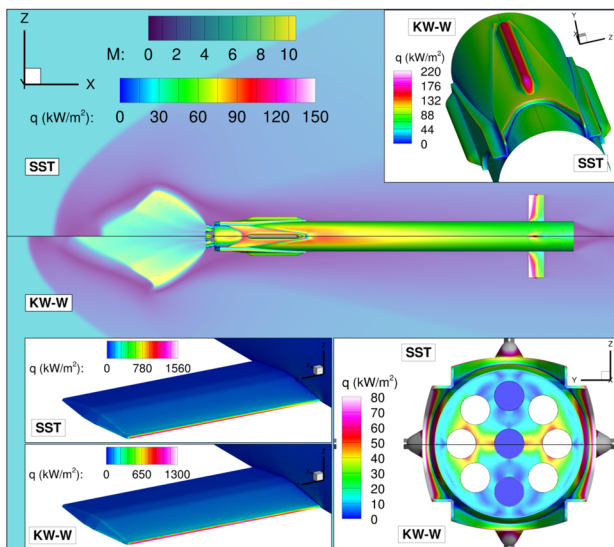 Z
Y X
M:
0 2 4 6 8 10
q (kW/m²):
0 30 60 90 120 150
SST
KW-W
KW-W
q (kW/m²)
220
176
132
88
44
0
Y
Z
SST
q (kW/m²):
0 780 1560
SST
q (kW/m²):
0 650 1300
KW-W
SST
Z
Y
q (kW/m²)
80
70
60
50
40
30
20
10
0
KW-W